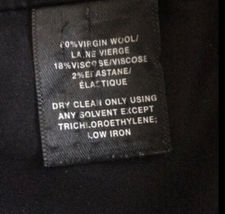 VIRGIN WOOL/
LAINE VIERGE
18% VISCOSE/VISCOSE
2% ELASTANE/
ÉLASTIQUE
DRY CLEAN ONLY USING
ANY SOLVENT EXCEPT
TRICHLOROETHYLENE;
LOW IRON